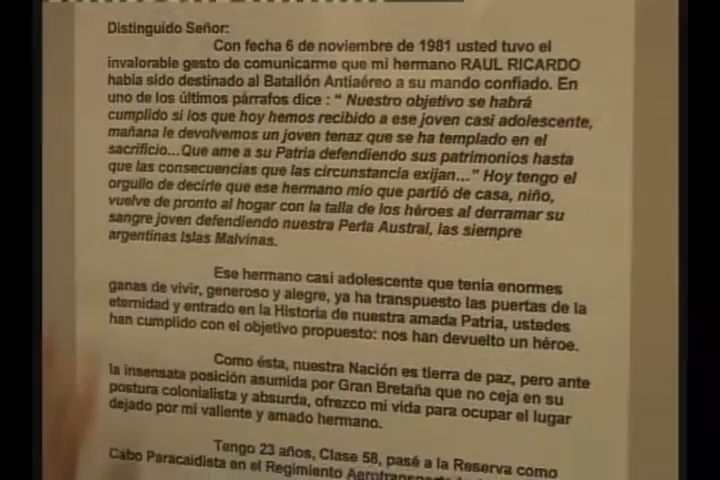 Distinguido Señor:
Con fecha 6 de noviembre de 1981 usted tuvo el
invalorable gesto de comunicarme que mi hermano RAUL RICARDO
había sido destinado al Batallón Antiaéreo a su mando confiado. En
uno de los últimos párrafos dice : “ Nuestro objetivo se habrá
cumplido si los que hoy hemos recibido a ese joven casi adolescente,
mañana le devolvemos un joven tenaz que se ha templado en el
sacrificio...Que ame a su Patria defendiendo sus patrimonios hasta
que las consecuencias que las circunstancia exijan...” Hoy tengo el
orgullo de decirle que ese hermano mio que partió de casa, niño,
vuelve de pronto al hogar con la talla de los héroes al derramar su
sangre joven defendiendo nuestra Perla Austral, las siempre
argentinas Islas Malvinas.
Ese hermano casi adolescente que tenia enormes
ganas de vivir, generoso y alegre, ya ha transpuesto las puertas de la
eternidad y entrado en la Historia de nuestra amada Patria, ustedes
han cumplido con el objetivo propuesto: nos han devuelto un héroe.
Como ésta, nuestra Nación es tierra de paz, pero ante
la insensata posición asumida por Gran Bretaña que no ceja en su
postura colonialista y absurda, ofrezco mi vida para ocupar el lugar
dejado por mi valiente y amado hermano.
Tengo 23 años, Clase 58, pasé a la Reserva como
Cabo Paracaidista en el Regimiento